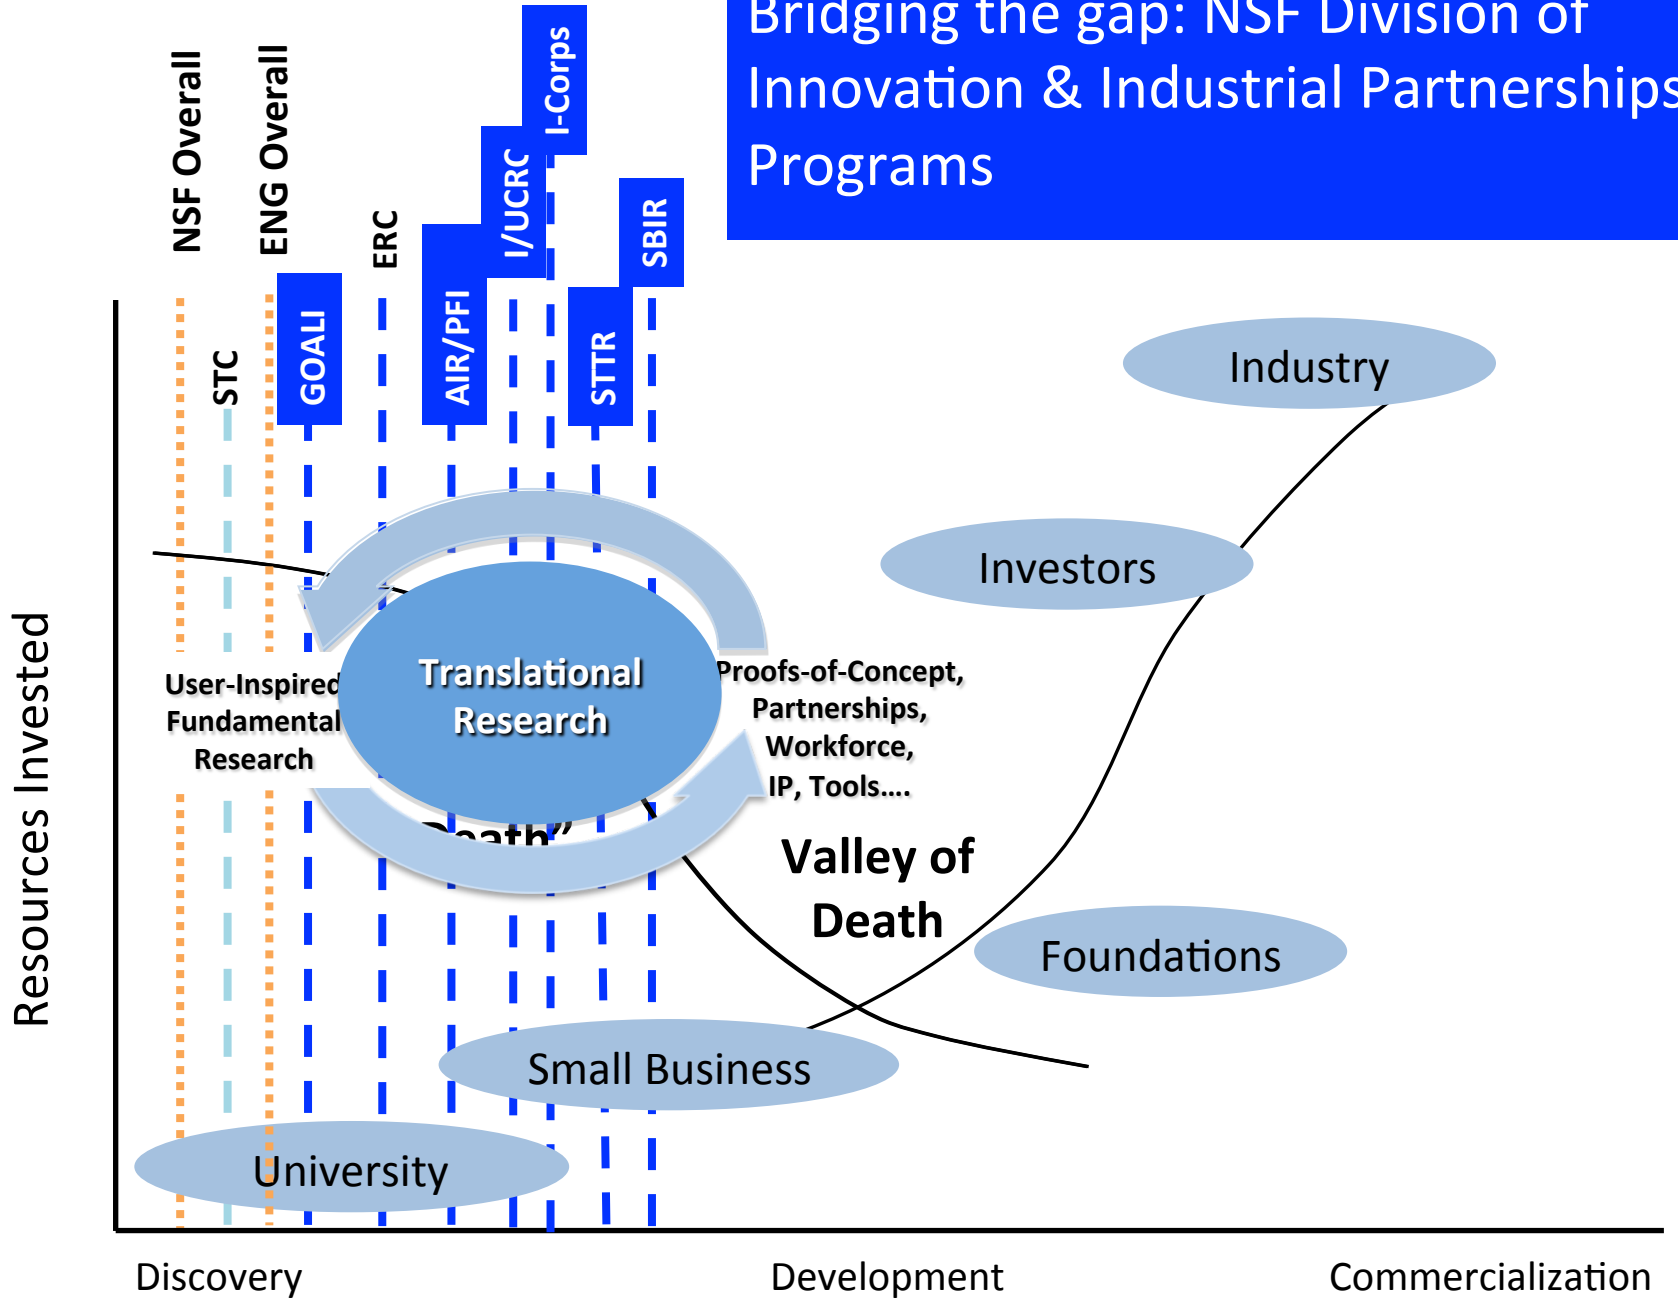 Bridging the gap: NSF Division of
Innovation & Industrial Partnerships
Programs
NSF Overall
ENG Overall
I-Corps
I/UCRC
ERC
SBIR
AIR/PFI
GOALI
STC
STTR
Industry
Investors
Resources Invested
User-Inspired
Fundamental
Research
Translational
Research
Proofs-of-Concept,
Partnerships,
Workforce,
IP, Tools....
Death”
Valley of
Death
Foundations
Small Business
University
Discovery
Development
Commercialization